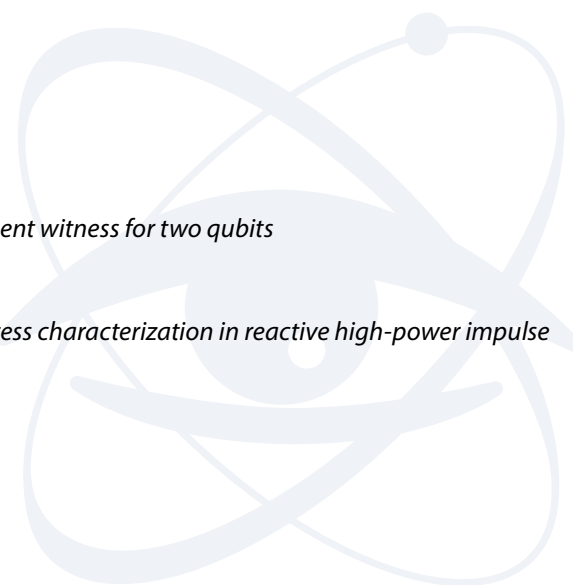 ent witness for two qubits
ess characterization in reactive high-power impulse